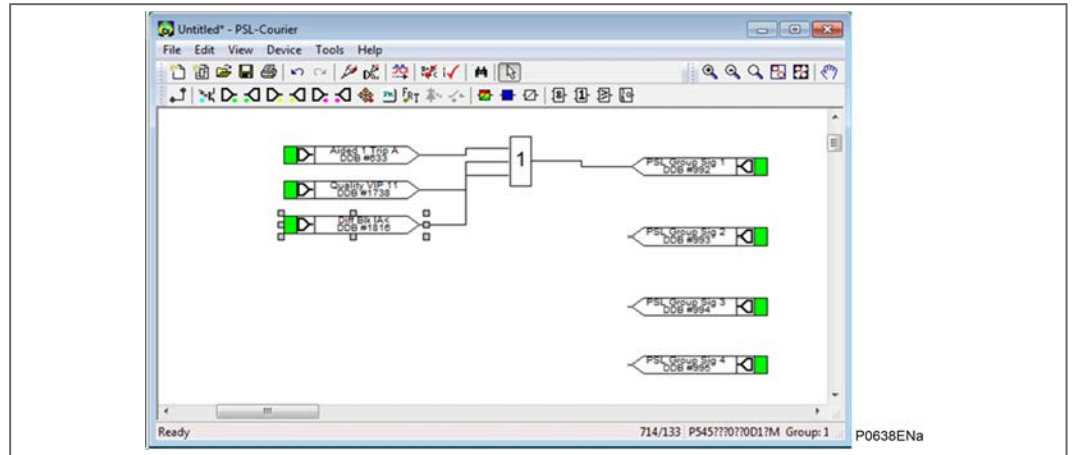 Untitled* - PSL-Courier
File Edit View Device Tools Help
Aided 1 Trip A
DDB #633
1
PSL Group Sig 1
DDB #992
Quality VIP 11
DDB #1738
Diff Blk IA<
DDB #1816
PSL Group Sig 2
DDB #993
PSL Group Sig 3
DDB #994
PSL Group Sig 4
DDB #995
Ready
714/133 P545???0??0D1?M Group: 1
P0638ENa